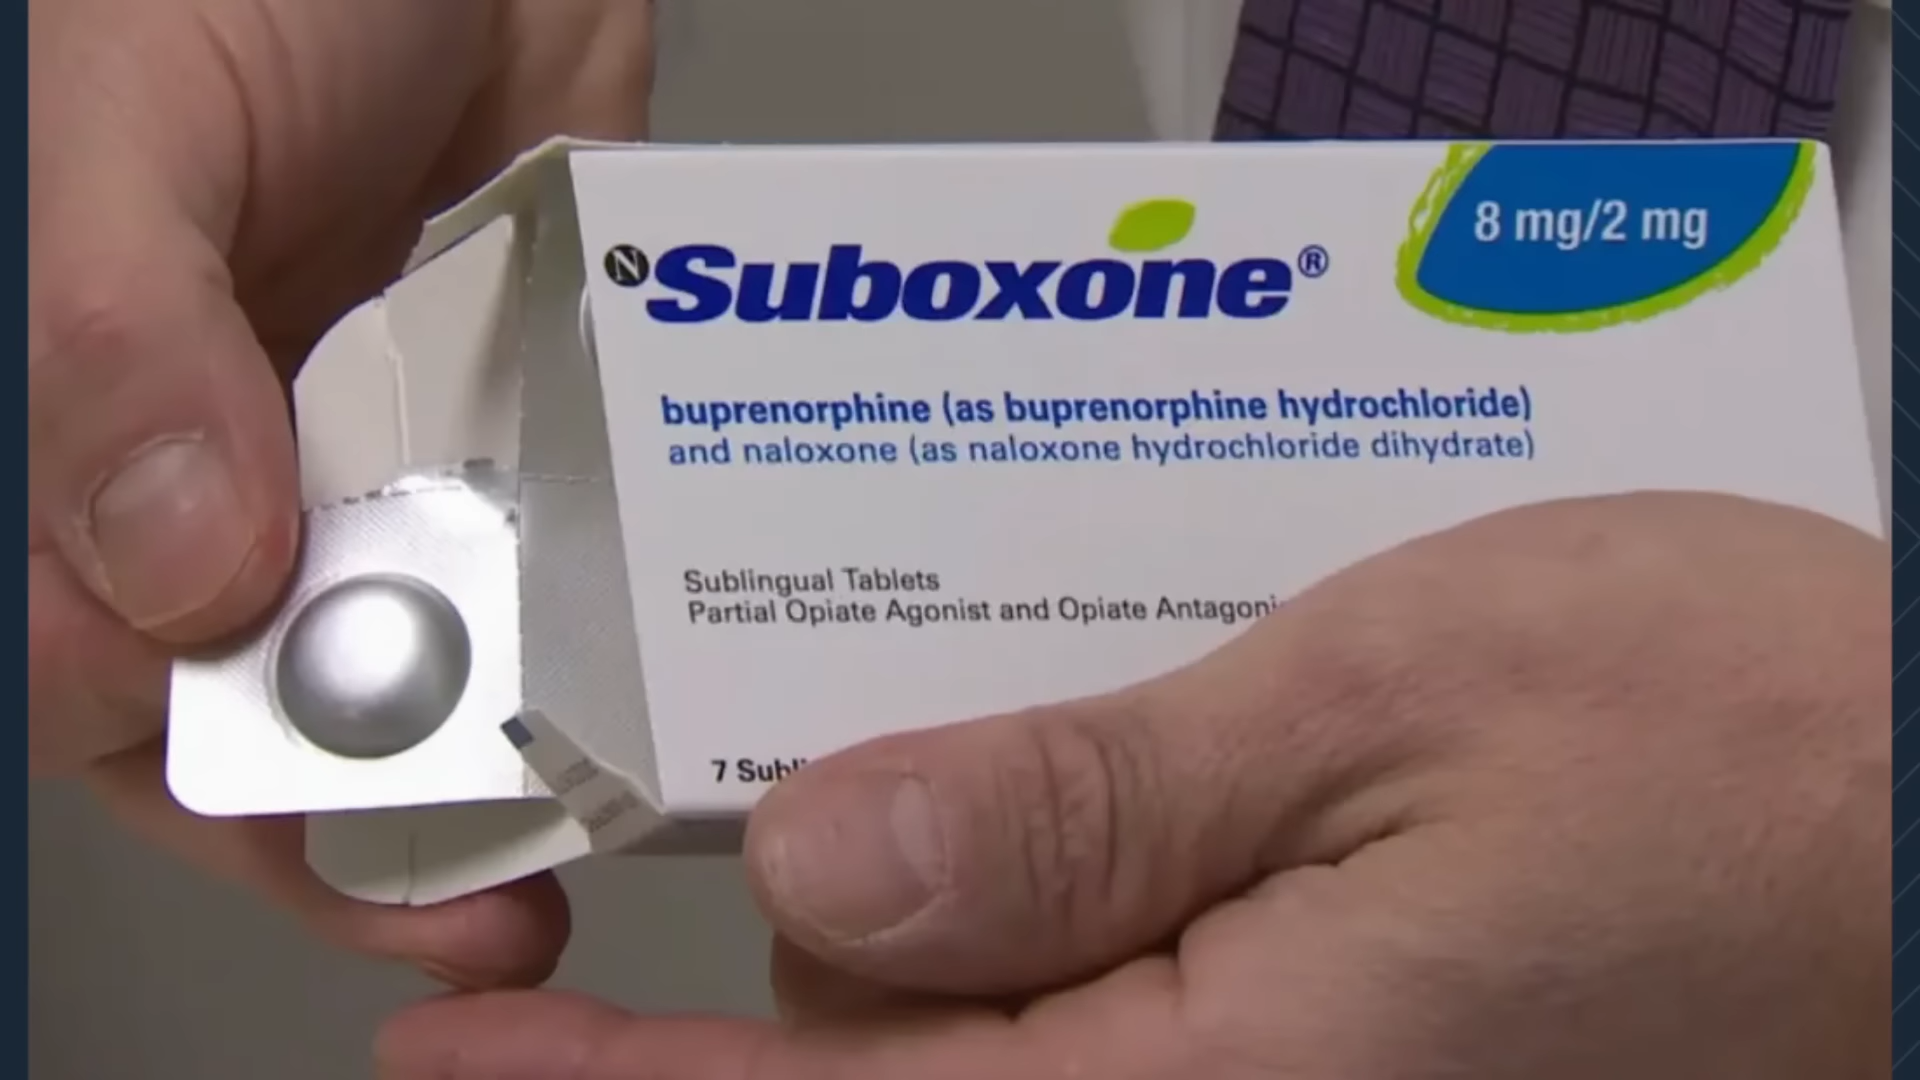 8 mg/2 mg
N Suboxone®
buprenorphine (as buprenorphine hydrochloride)
and naloxone (as naloxone hydrochloride dihydrate)
Sublingual Tablets
Partial Opiate Agonist and Opiate
7